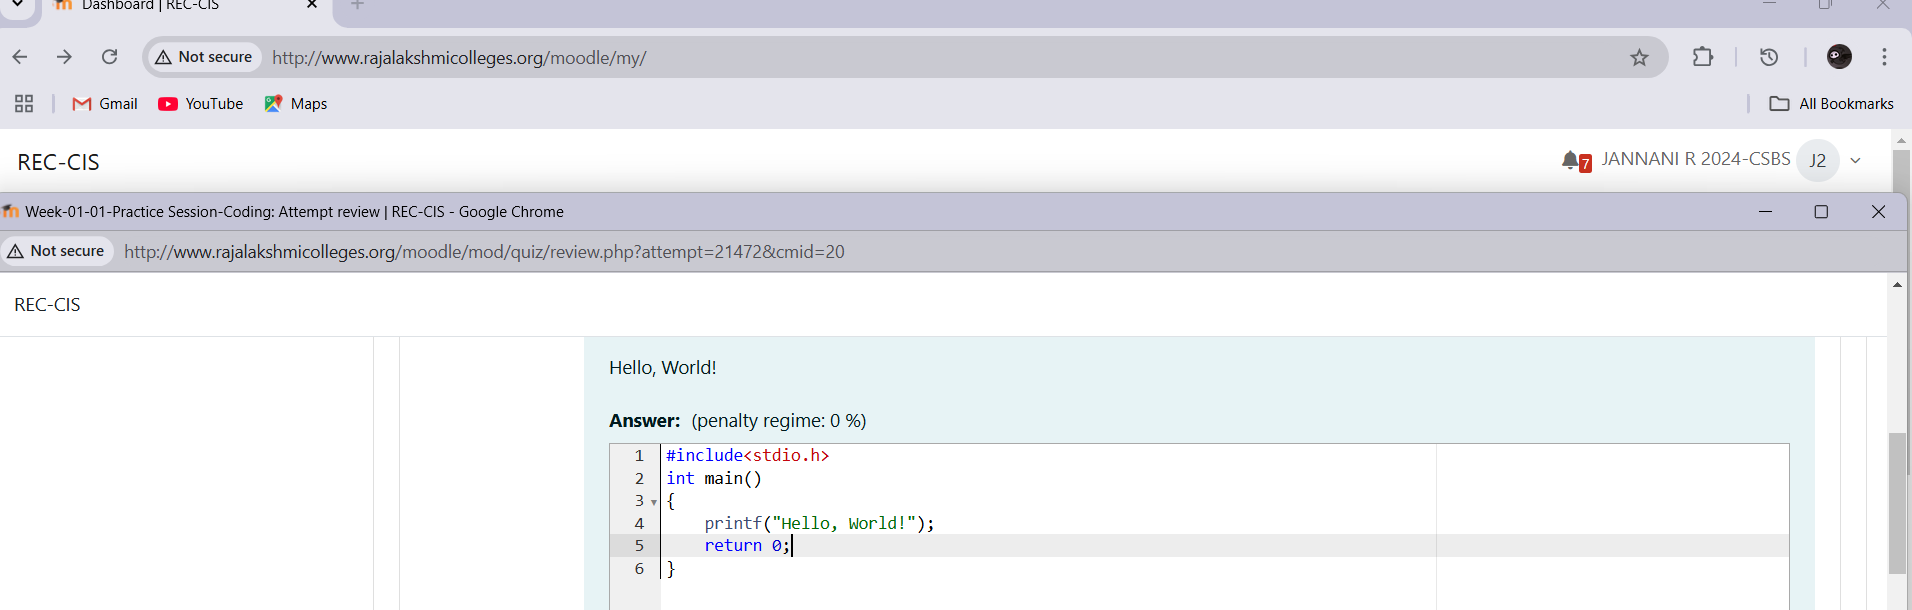 Dashboard | REC-CIS
Not secure http://www.rajalakshmicolleges.org/moodle/my/
Gmail YouTube Maps All Bookmarks
REC-CIS 7 JANNANI R 2024-CSBS J2
Week-01-01-Practice Session-Coding: Attempt review | REC-CIS - Google Chrome
Not secure http://www.rajalakshmicolleges.org/moodle/mod/quiz/review.php?attempt=21472&cmid=20
REC-CIS
Hello, World!
Answer: (penalty regime: 0 %)
1 #include<stdio.h>
2 int main()
3 {
4 printf("Hello, World!");
5 return 0;
6 }